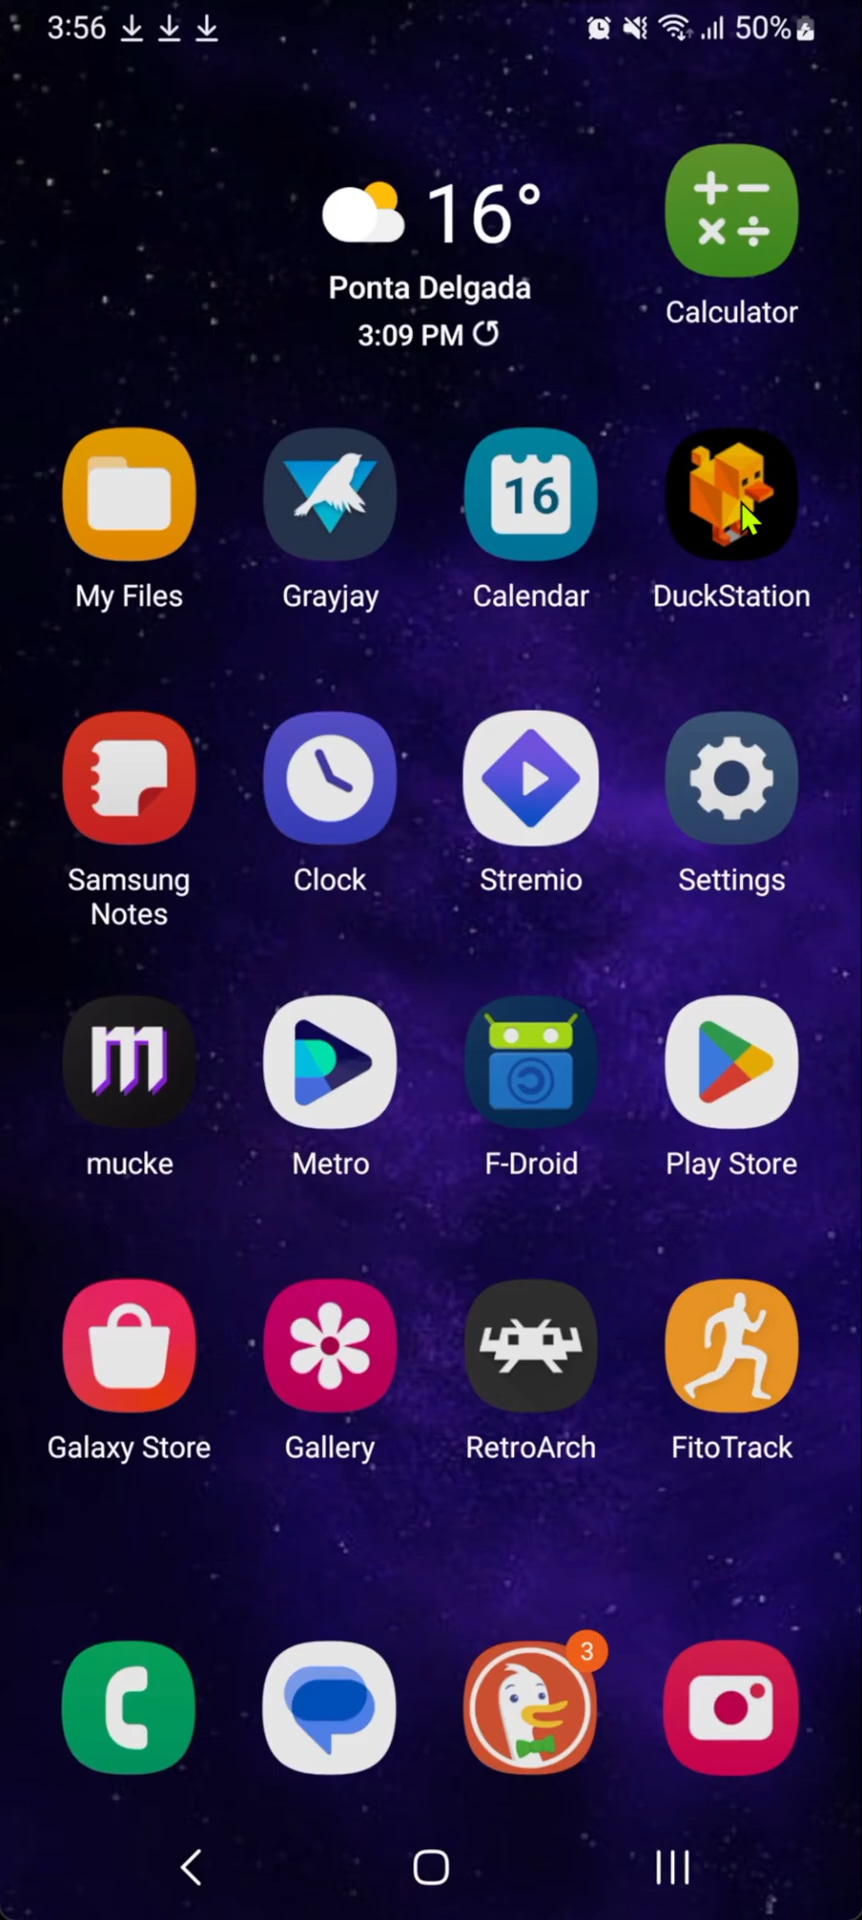 3:56 50%
16°
Ponta Delgada
3:09 PM
Calculator
16
My Files Grayjay Calendar DuckStation
Samsung Notes Clock Stremio Settings
m
mucke Metro F-Droid Play Store
Galaxy Store Gallery RetroArch FitoTrack
3